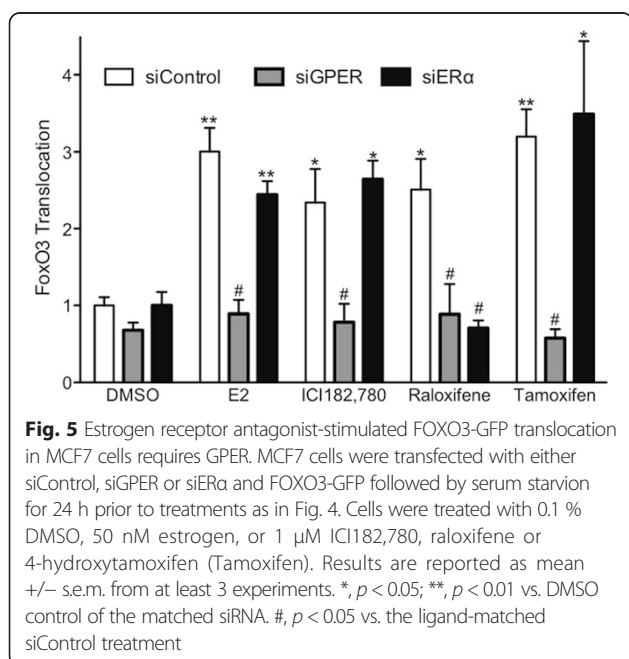 4
3
2
1
0
FoxO3 Translocation
siControl siGPER siERα
** # ** * # * * # # ** # *
DMSO E2 ICI182,780 Raloxifene Tamoxifen
Fig. 5 Estrogen receptor antagonist-stimulated FOXO3-GFP translocation
in MCF7 cells requires GPER. MCF7 cells were transfected with either
siControl, siGPER or siERα and FOXO3-GFP followed by serum starvion
for 24 h prior to treatments as in Fig. 4. Cells were treated with 0.1 %
DMSO, 50 nM estrogen, or 1 μM ICI182,780, raloxifene or
4-hydroxytamoxifen (Tamoxifen). Results are reported as mean
+/− s.e.m. from at least 3 experiments. *, p < 0.05; **, p < 0.01 vs. DMSO
control of the matched siRNA. #, p < 0.05 vs. the ligand-matched
siControl treatment